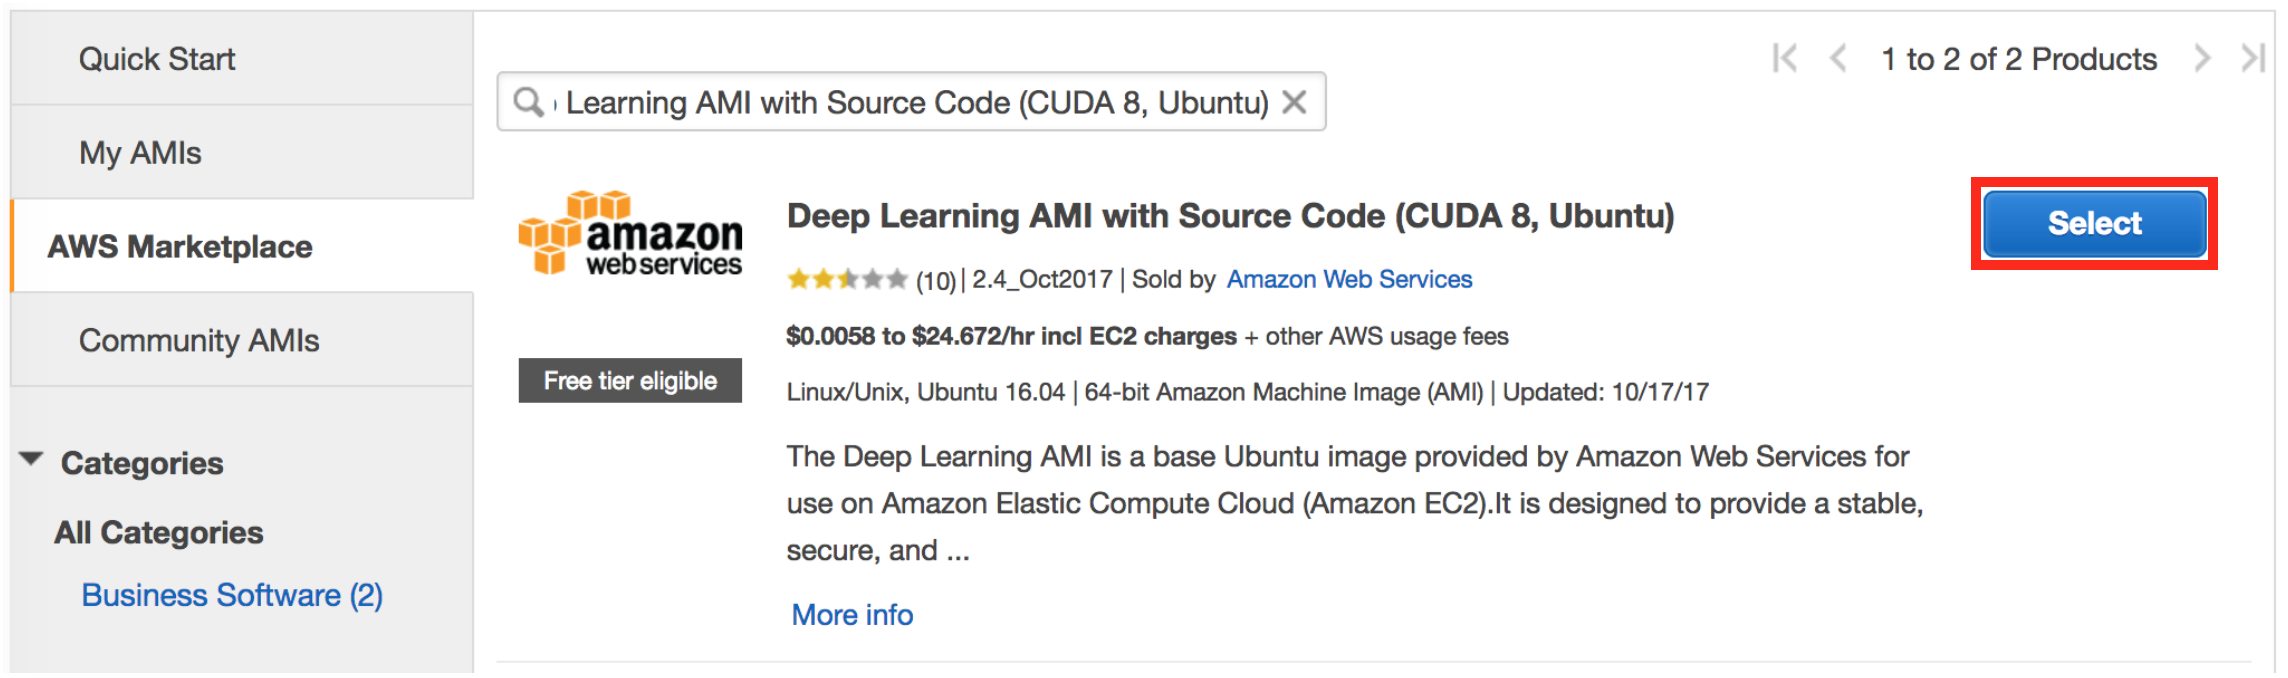 Quick Start
My AMIs
AWS Marketplace
Community AMIs
Categories
All Categories
Business Software (2)
1 to 2 of 2 Products
Learning AMI with Source Code (CUDA 8, Ubuntu)
amazon
web services
Free tier eligible
Deep Learning AMI with Source Code (CUDA 8, Ubuntu)
(10) | 2.4_Oct2017 | Sold by Amazon Web Services
$0.0058 to $24.672/hr incl EC2 charges + other AWS usage fees
Linux/Unix, Ubuntu 16.04 | 64-bit Amazon Machine Image (AMI) | Updated: 10/17/17
The Deep Learning AMI is a base Ubuntu image provided by Amazon Web Services for
use on Amazon Elastic Compute Cloud (Amazon EC2).It is designed to provide a stable,
secure, and ...
More info
Select